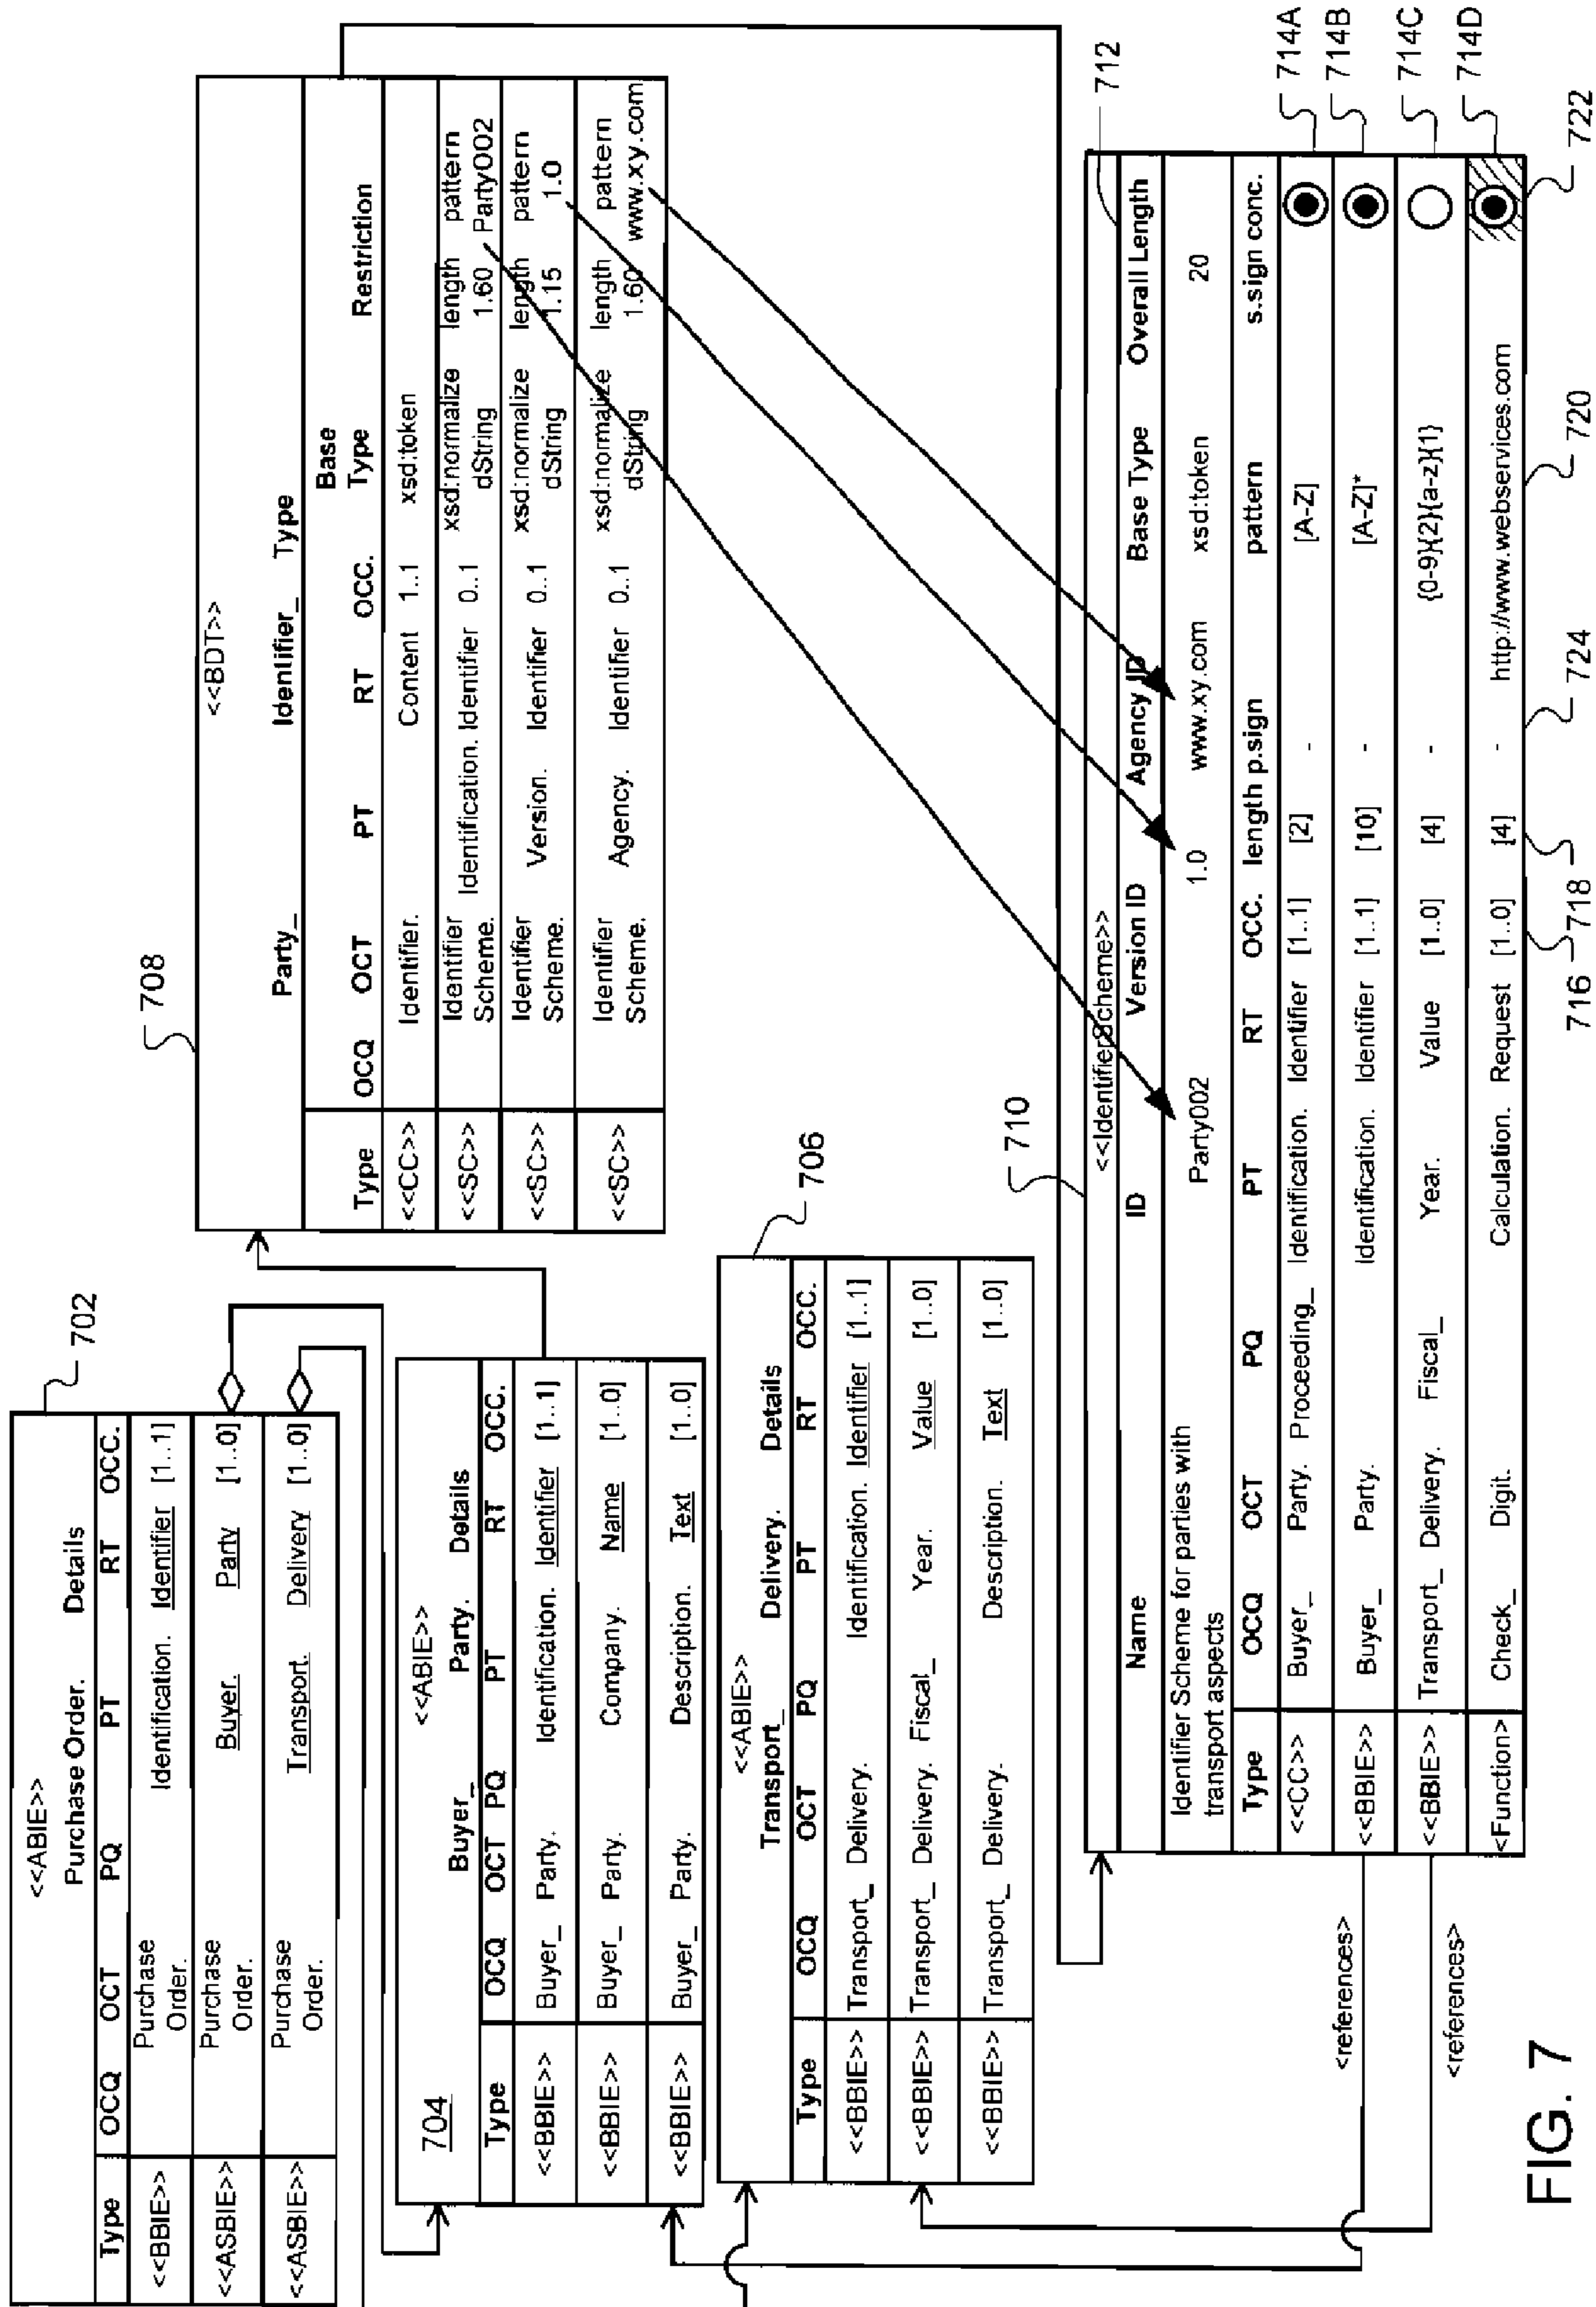 <<ABIE>>
Purchase Order. Details
Type OCQ OCT PQ PT RT OCC.
<<BBIE>> Purchase Order. Identification. Identifier [1..1]
<<ASBIE>> Purchase Order. Buyer. Party [1..0]
<<ASBIE>> Purchase Order. Transport. Delivery [1..0]
702
704
<<ABIE>>
Buyer_ Party. Details
Type OCQ OCT PQ PT RT OCC.
<<BBIE>> Buyer_ Party. Identification. Identifier [1..1]
<<BBIE>> Buyer_ Party. Company. Name [1..0]
<<BBIE>> Buyer_ Party. Description. Text [1..0]
<<ABIE>>
Transport_ Delivery. Details
Type OCQ OCT PQ PT RT OCC.
<<BBIE>> Transport_ Delivery. Identification. Identifier [1..1]
<<BBIE>> Transport_ Delivery. Fiscal_ Year. Value [1..0]
<<BBIE>> Transport_ Delivery. Description. Text [1..0]
706
708
<<BDT>>
Party_ Identifier_ Type
Type OCQ OCT PT RT OCC. Base Type Restriction
<<CC>> Identifier. Content 1..1 xsd:token
<<SC>> Identifier Scheme. Identification. Identifier 0..1 xsd:normalize dString length 1.60 pattern Party002
<<SC>> Identifier Scheme. Version. Identifier 0..1 xsd:normalize dString length 1.15 pattern 1.0
<<SC>> Identifier Scheme. Agency. Identifier 0..1 xsd:normalize dString length 1.60 pattern www.xy.com
710
712
<<IdentifierScheme>>
Name ID Version ID Agency ID Base Type Overall Length
Identifier Scheme for parties with transport aspects Party002 1.0 www.xy.com xsd:token 20
Type OCQ OCT PQ PT RT OCC. length p.sign pattern s.sign conc.
<<CC>> Buyer_ Party. Proceeding_ Identification. Identifier [1..1] [2] - [A-Z] 714A
<<BBIE>> Buyer_ Party. Identification. Identifier [1..1] [10] - [A-Z]* 714B
<<BBIE>> Transport_ Delivery. Fiscal_ Year. Value [1..0] [4] - {0-9}{2}{a-z}{1} 714C
<Function> Check_ Digit. Calculation. Request [1..0] [4] - http://www.webservices.com 714D
716 718 724 720 722
<references>
<references>
FIG. 7